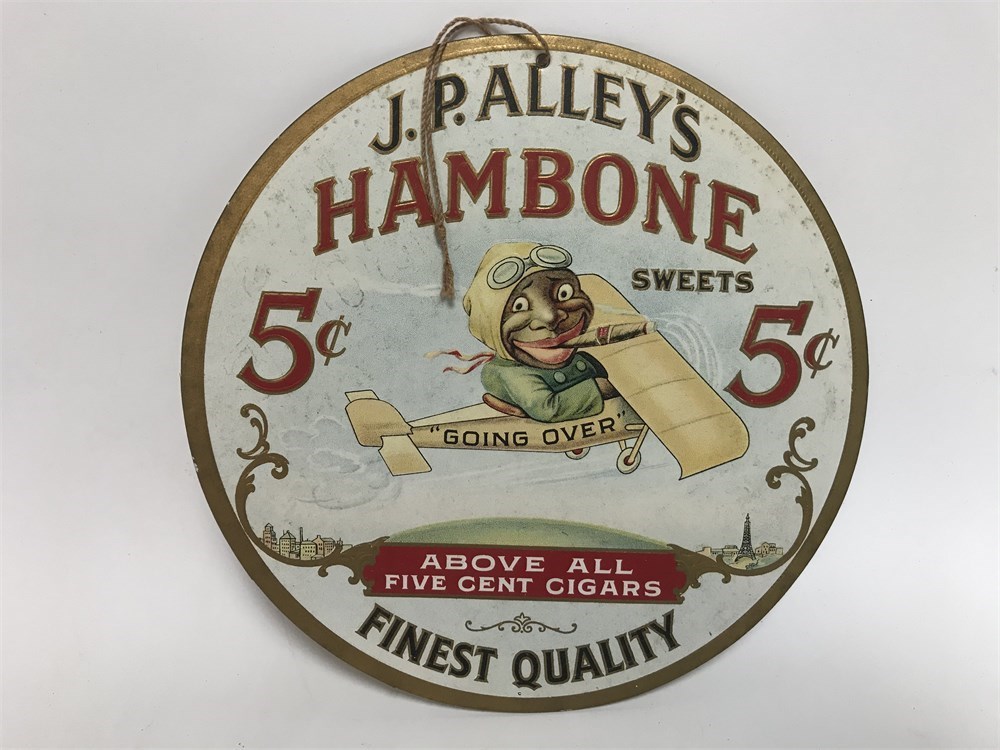 J. P. ALLEY'S
HAMBONE
SWEETS
5¢ 5¢
"GOING OVER"
ABOVE ALL
FIVE CENT CIGARS
FINEST QUALITY